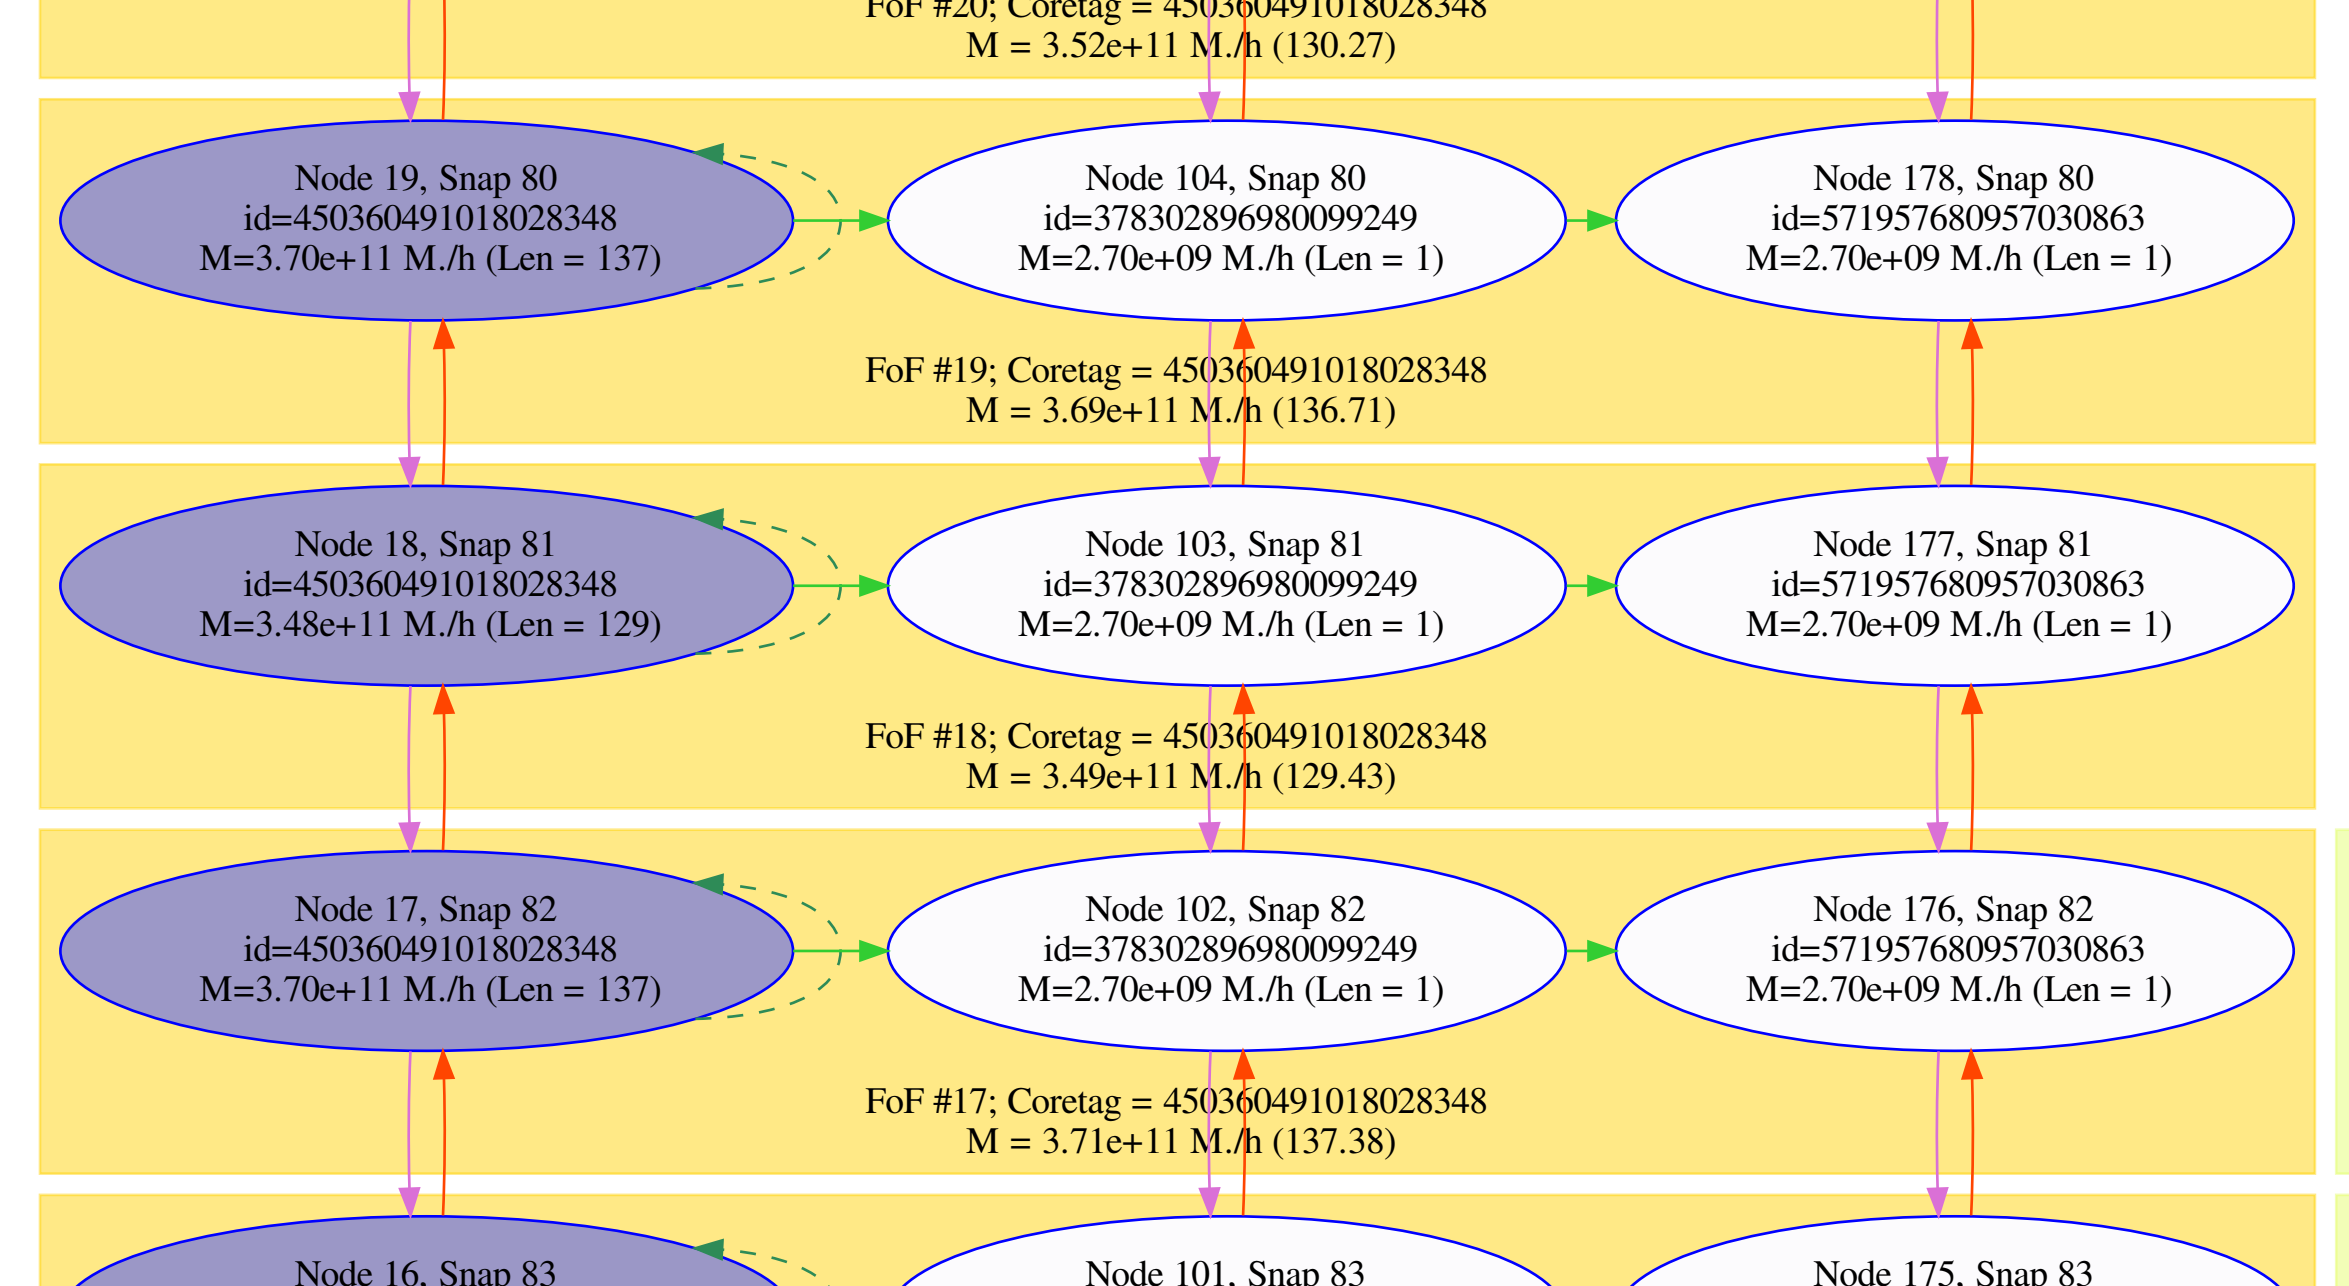 FoF #20; Coretag = 450360491018028348
M = 3.52e+11 M./h (130.27)
Node 19, Snap 80
id=450360491018028348
M=3.70e+11 M./h (Len = 137)
Node 104, Snap 80
id=378302896980099249
M=2.70e+09 M./h (Len = 1)
Node 178, Snap 80
id=571957680957030863
M=2.70e+09 M./h (Len = 1)
FoF #19; Coretag = 450360491018028348
M = 3.69e+11 M./h (136.71)
Node 18, Snap 81
id=450360491018028348
M=3.48e+11 M./h (Len = 129)
Node 103, Snap 81
id=378302896980099249
M=2.70e+09 M./h (Len = 1)
Node 177, Snap 81
id=571957680957030863
M=2.70e+09 M./h (Len = 1)
FoF #18; Coretag = 450360491018028348
M = 3.49e+11 M./h (129.43)
Node 17, Snap 82
id=450360491018028348
M=3.70e+11 M./h (Len = 137)
Node 102, Snap 82
id=378302896980099249
M=2.70e+09 M./h (Len = 1)
Node 176, Snap 82
id=571957680957030863
M=2.70e+09 M./h (Len = 1)
FoF #17; Coretag = 450360491018028348
M = 3.71e+11 M./h (137.38)
Node 16, Snap 83
Node 101, Snap 83
Node 175, Snap 83